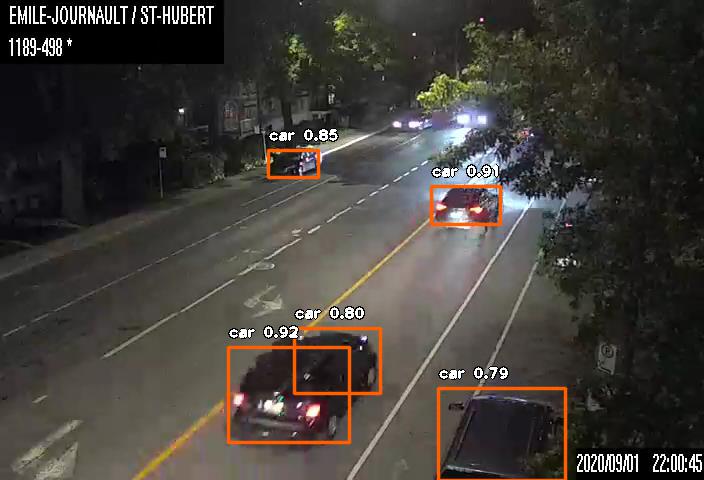 EMILE-JOURNAULT / ST-HUBERT
1189-498 *
car 0.85
car 0.91
car 0.80
car 0.92
car 0.79
P
2020/09/01 22:00:45